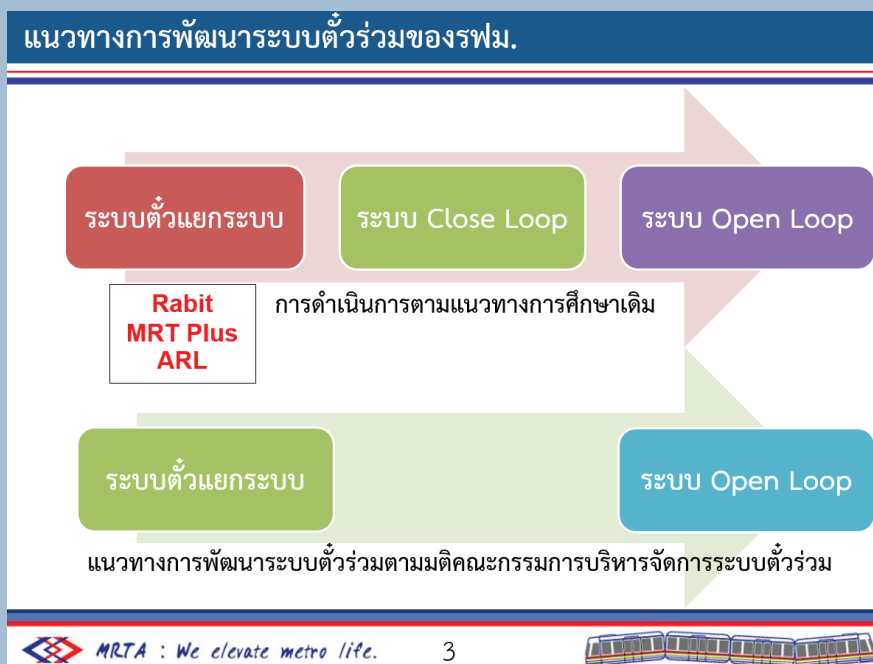 แนวทางการพัฒนาระบบตั๋วร่วมของรฟม.
ระบบตั๋วแยกระบบ
ระบบ Close Loop
ระบบ Open Loop
Rabit
MRT Plus
ARL
การดำเนินการตามแนวทางการศึกษาเดิม
ระบบตั๋วแยกระบบ
ระบบ Open Loop
แนวทางการพัฒนาระบบตั๋วร่วมตามมติคณะกรรมการบริหารจัดการระบบตั๋วร่วม
MRTA : We elevate metro life.
3